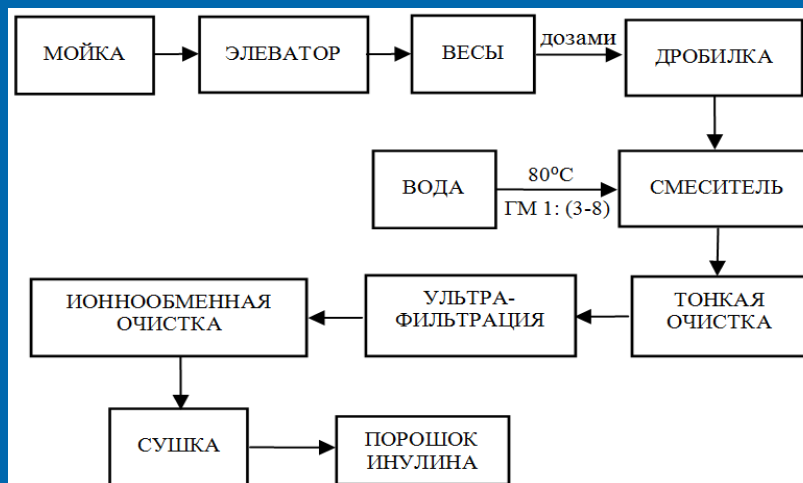 МОЙКА
ЭЛЕВАТОР
ВЕСЫ
дозами
ДРОБИЛКА
ВОДА
80⁰С
ГМ 1: (3-8)
СМЕСИТЕЛЬ
ИОННООБМЕННАЯ
ОЧИСТКА
УЛЬТРА-
ФИЛЬТРАЦИЯ
ТОНКАЯ
ОЧИСТКА
СУШКА
ПОРОШОК
ИНУЛИНА